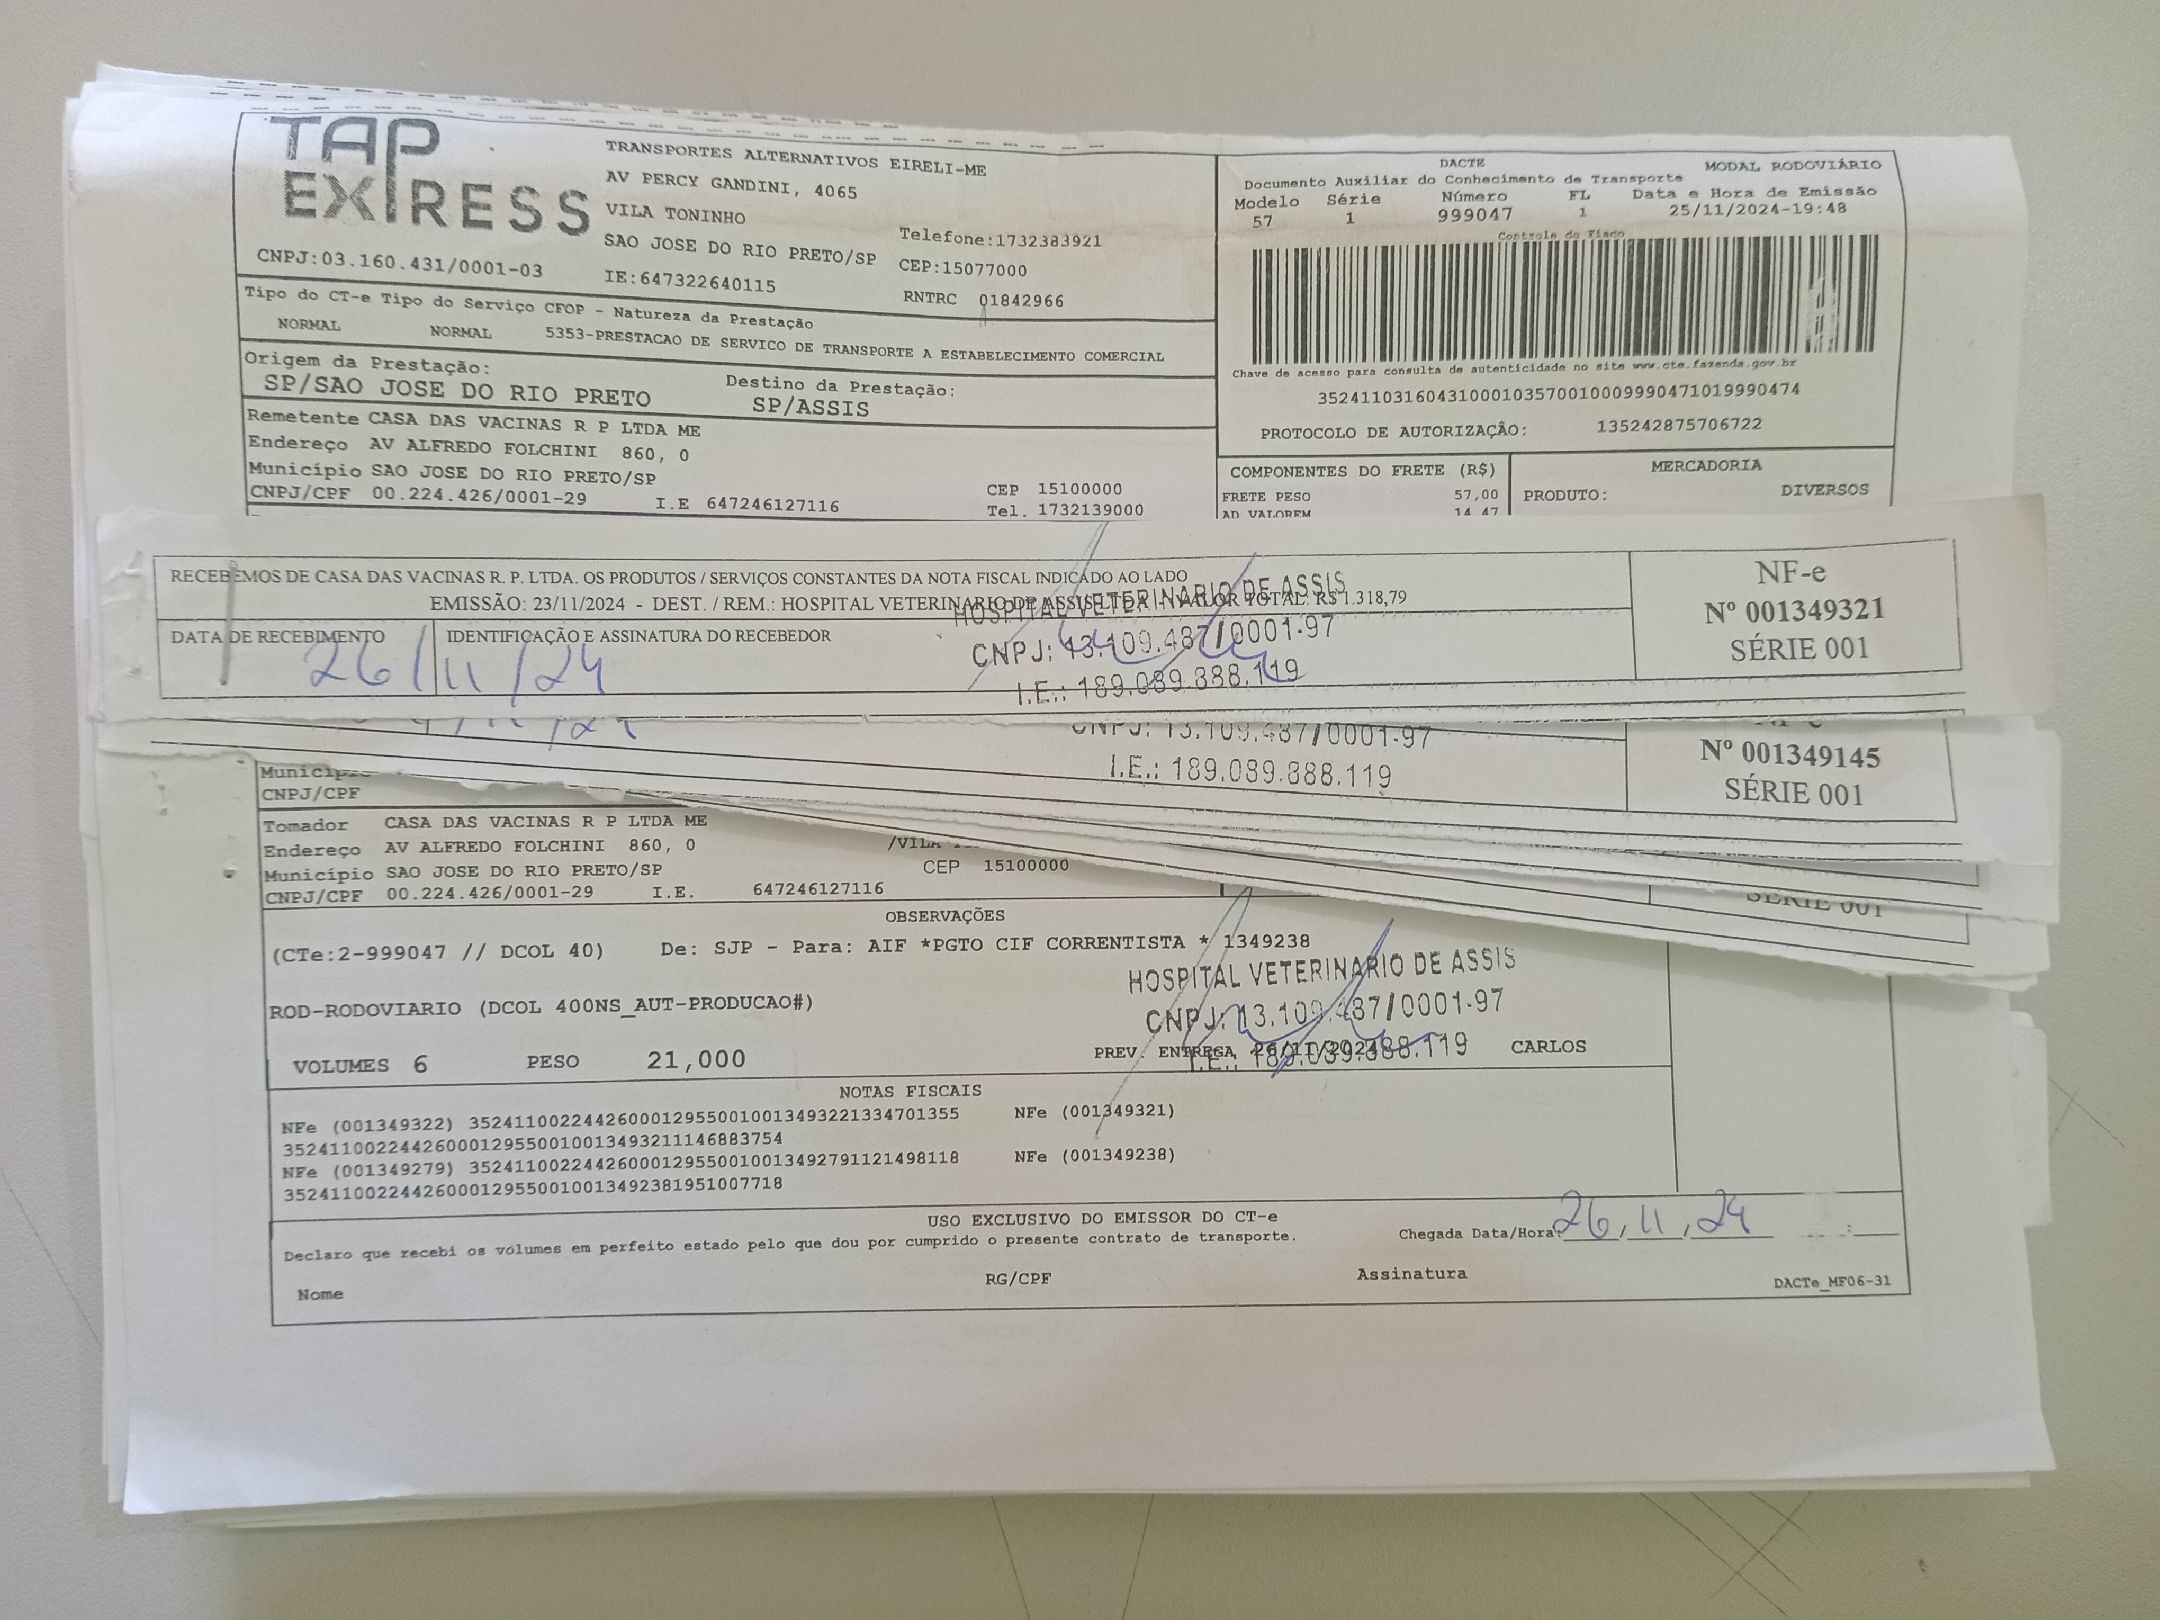 TAP EXPRESS
TRANSPORTES ALTERNATIVOS EIRELI-ME
AV PERCY GANDINI, 4065
VILA TONINHO
SAO JOSE DO RIO PRETO/SP
Telefone:1732383921
CEP:15077000
CNPJ:03.160.431/0001-03
IE:647322640115
RNTRC 01842966
DACTE
MODAL RODOVIÁRIO
Documento Auxiliar do Conhecimento de Transporte
Modelo Série Número FL Data e Hora de Emissão
57 1 999047 1 25/11/2024-19:48
Controle do Fisco
Chave de acesso para consulta de autenticidade no site www.cte.fazenda.gov.br
35241103160431000103570010009990471019990474
PROTOCOLO DE AUTORIZAÇÃO: 135242875706722
Tipo do CT-e Tipo do Serviço CFOP - Natureza da Prestação
NORMAL NORMAL 5353-PRESTACAO DE SERVICO DE TRANSPORTE A ESTABELECIMENTO COMERCIAL
Origem da Prestação:
SP/SAO JOSE DO RIO PRETO
Destino da Prestação:
SP/ASSIS
Remetente CASA DAS VACINAS R P LTDA ME
Endereço AV ALFREDO FOLCHINI 860, 0
Município SAO JOSE DO RIO PRETO/SP
CEP 15100000
CNPJ/CPF 00.224.426/0001-29 I.E 647246127116
Tel. 1732139000
COMPONENTES DO FRETE (R$)
FRETE PESO 57,00
AD VALOREM 14,47
MERCADORIA
PRODUTO: DIVERSOS
RECEBEMOS DE CASA DAS VACINAS R. P. LTDA. OS PRODUTOS / SERVIÇOS CONSTANTES DA NOTA FISCAL INDICADO AO LADO
EMISSÃO: 23/11/2024 - DEST. / REM.: HOSPITAL VETERINARIO DE ASSIS LTDA - VALOR TOTAL: R$ 1.318,79
DATA DE RECEBIMENTO
26/11/24
IDENTIFICAÇÃO E ASSINATURA DO RECEBEDOR
HOSPITAL VETERINARIO DE ASSIS
CNPJ: 13.109.487/0001-97
I.E.: 189.089.888.119
NF-e
Nº 001349321
SÉRIE 001
CNPJ: 13.109.487/0001-97
I.E.: 189.089.888.119
Nº 001349145
SÉRIE 001
SÉRIE 001
CNPJ/CPF
Tomador CASA DAS VACINAS R P LTDA ME
Endereço AV ALFREDO FOLCHINI 860, 0
Município SAO JOSE DO RIO PRETO/SP
CEP 15100000
CNPJ/CPF 00.224.426/0001-29 I.E. 647246127116
OBSERVAÇÕES
(CTe:2-999047 // DCOL 40) De: SJP - Para: AIF *PGTO CIF CORRENTISTA * 1349238
ROD-RODOVIARIO (DCOL 400NS_AUT-PRODUCAO#)
HOSPITAL VETERINARIO DE ASSIS
CNPJ: 13.109.487/0001-97
I.E.: 189.089.888.119
VOLUMES 6 PESO 21,000
PREV. ENTREGA 26/11/2024 CARLOS
NOTAS FISCAIS
NFe (001349322) 35241100224426000129550010013493221334701355 NFe (001349321)
35241100224426000129550010013493211146883754
NFe (001349279) 35241100224426000129550010013492791121498118 NFe (001349238)
35241100224426000129550010013492381951007718
USO EXCLUSIVO DO EMISSOR DO CT-e
Declaro que recebi os volumes em perfeito estado pelo que dou por cumprido o presente contrato de transporte.
Chegada Data/Hora: 26, 11, 24
Nome
RG/CPF
Assinatura
DACTe_MF06-31